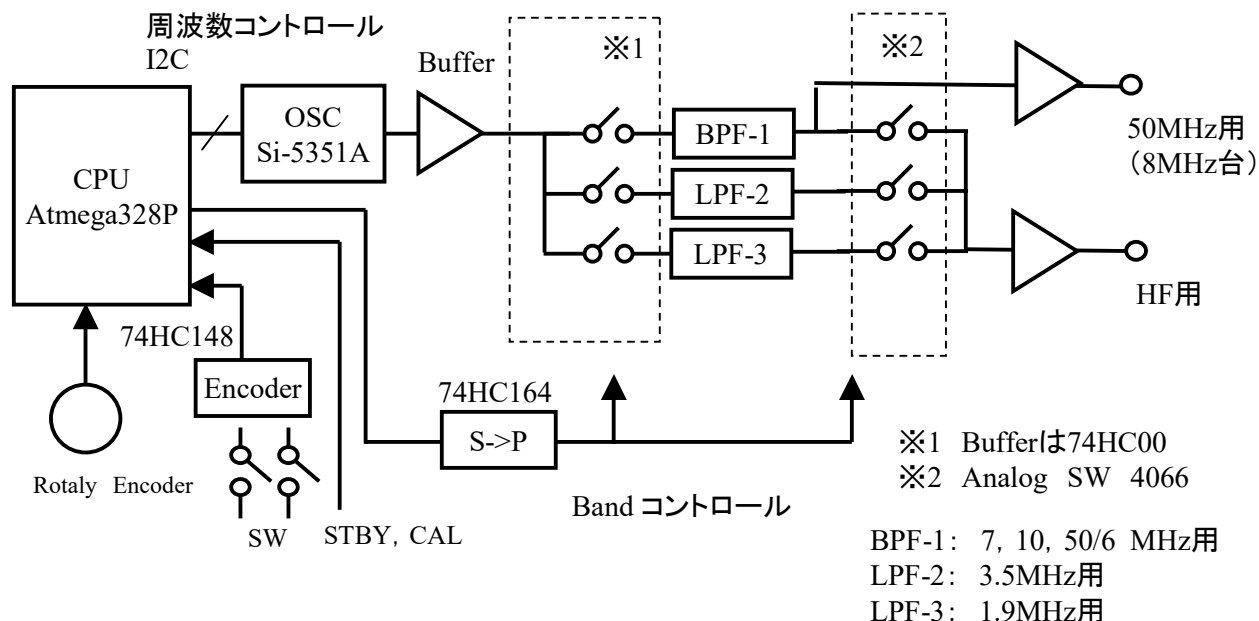 周波数コントロール
I2C
Buffer
※1
※2
OSC
Si-5351A
CPU
Atmega328P
BPF-1
LPF-2
LPF-3
50MHz用
（8MHz台）
HF用
74HC148
Encoder
74HC164
S->P
Rotaly Encoder
SW
STBY, CAL
Band コントロール
※1 Bufferは74HC00
※2 Analog SW 4066
BPF-1: 7, 10, 50/6 MHz用
LPF-2: 3.5MHz用
LPF-3: 1.9MHz用